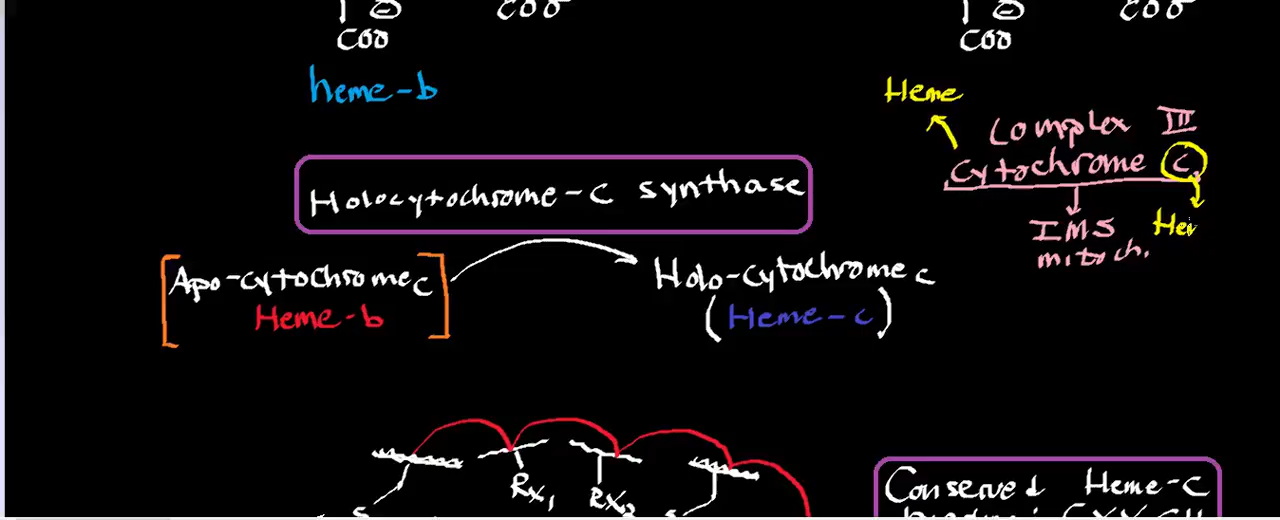 COO COO
COO
heme-b
Holocytochrome-c synthase
[Apo-cytochrome c
Heme-b]
Holo-cytochrome c
(Heme-c)
Heme
Complex III
Cytochrome C
IMS
mitoch.
Hem
Rx1 Rx2
S S
Conserved Heme-C